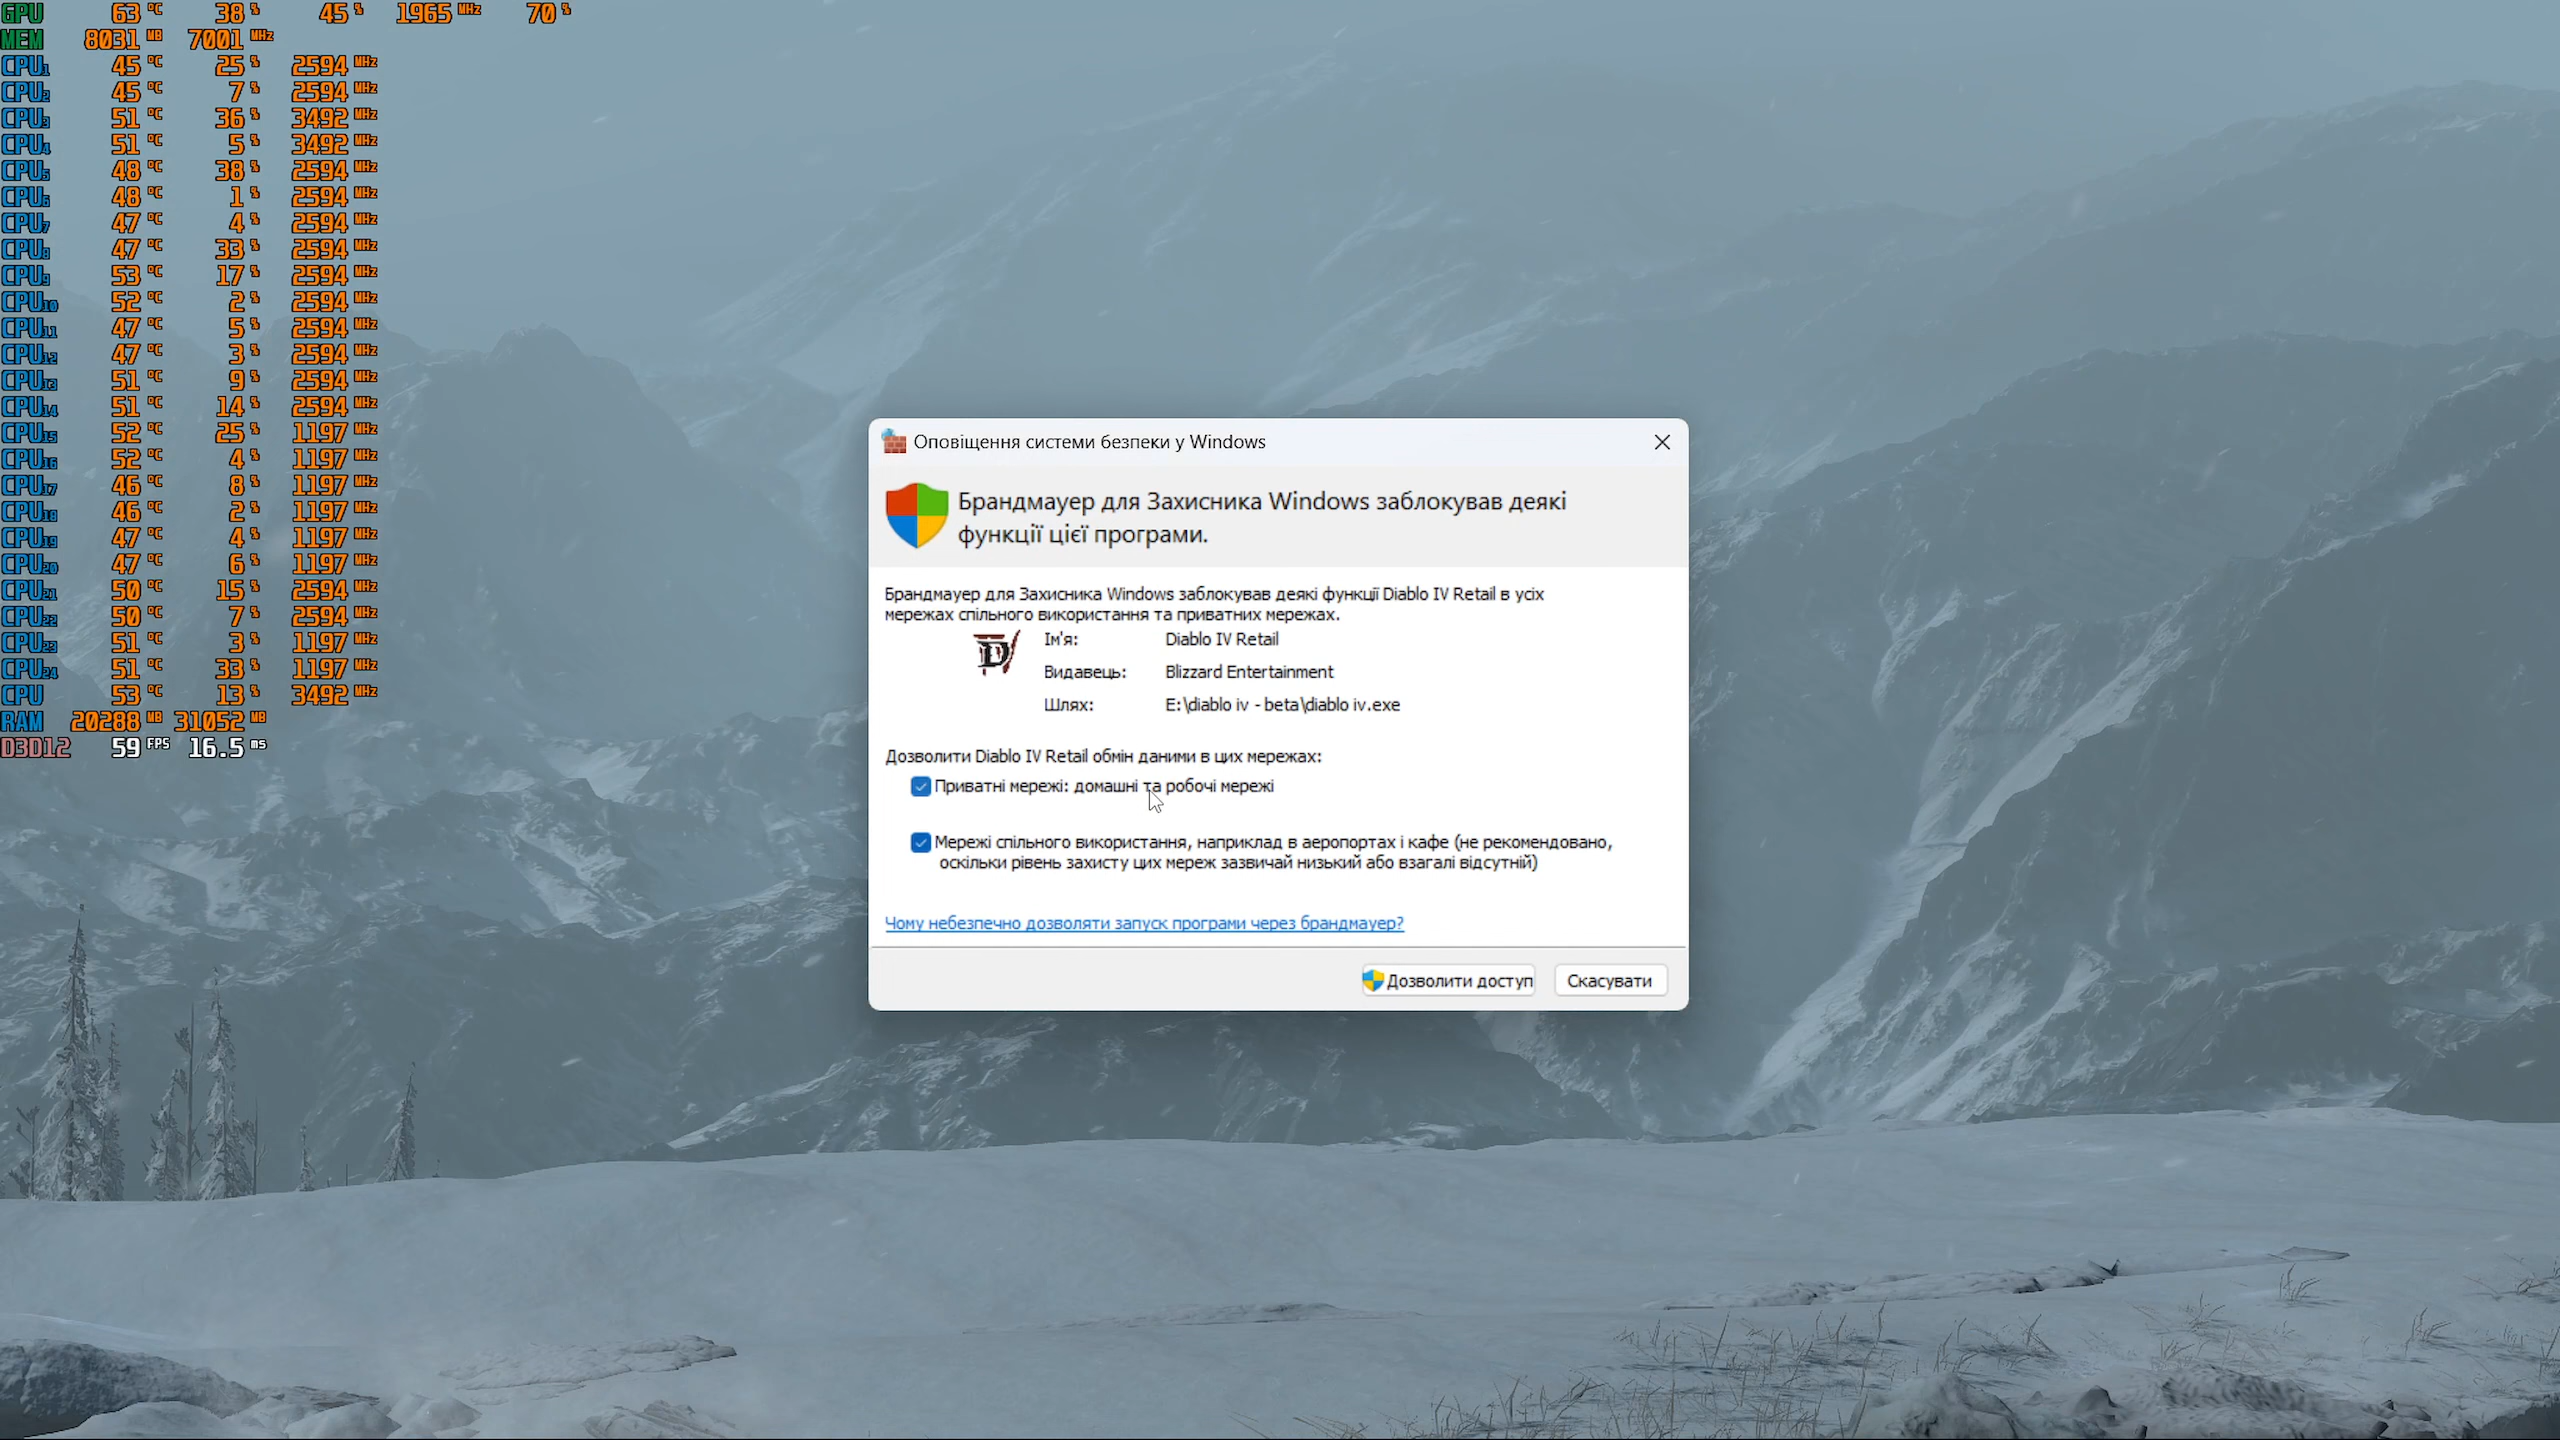 GPU 63 °C 38 % 45 % 1965 MHz 70 %
MEM 8031 MB 7001 MHz
CPU1 45 °C 25 % 2594 MHz
CPU2 45 °C 7 % 2594 MHz
CPU3 51 °C 36 % 3492 MHz
CPU4 51 °C 5 % 3492 MHz
CPU5 48 °C 38 % 2594 MHz
CPU6 48 °C 1 % 2594 MHz
CPU7 47 °C 4 % 2594 MHz
CPU8 47 °C 33 % 2594 MHz
CPU9 53 °C 17 % 2594 MHz
CPU10 52 °C 2 % 2594 MHz
CPU11 47 °C 5 % 2594 MHz
CPU12 47 °C 3 % 2594 MHz
CPU13 51 °C 9 % 2594 MHz
CPU14 51 °C 14 % 2594 MHz
CPU15 52 °C 25 % 1197 MHz
CPU16 52 °C 4 % 1197 MHz
CPU17 46 °C 8 % 1197 MHz
CPU18 46 °C 2 % 1197 MHz
CPU19 47 °C 4 % 1197 MHz
CPU20 47 °C 6 % 1197 MHz
CPU21 50 °C 15 % 2594 MHz
CPU22 50 °C 7 % 2594 MHz
CPU23 51 °C 3 % 1197 MHz
CPU24 51 °C 33 % 1197 MHz
CPU 53 °C 13 % 3492 MHz
RAM 20288 MB 31052 MB
D3D12 59 FPS 16.5 ms
Оповіщення системи безпеки у Windows
Брандмауер для Захисника Windows заблокував деякі
функції цієї програми.
Брандмауер для Захисника Windows заблокував деякі функції Diablo IV Retail в усіх
мережах спільного використання та приватних мережах.
Ім'я: Diablo IV Retail
Видавець: Blizzard Entertainment
Шлях: E:\diablo iv - beta\diablo iv.exe
Дозволити Diablo IV Retail обмін даними в цих мережах:
Приватні мережі: домашні та робочі мережі
Мережі спільного використання, наприклад в аеропортах і кафе (не рекомендовано,
оскільки рівень захисту цих мереж зазвичай низький або взагалі відсутній)
Чому небезпечно дозволяти запуск програми через брандмауер?
Дозволити доступ Скасувати